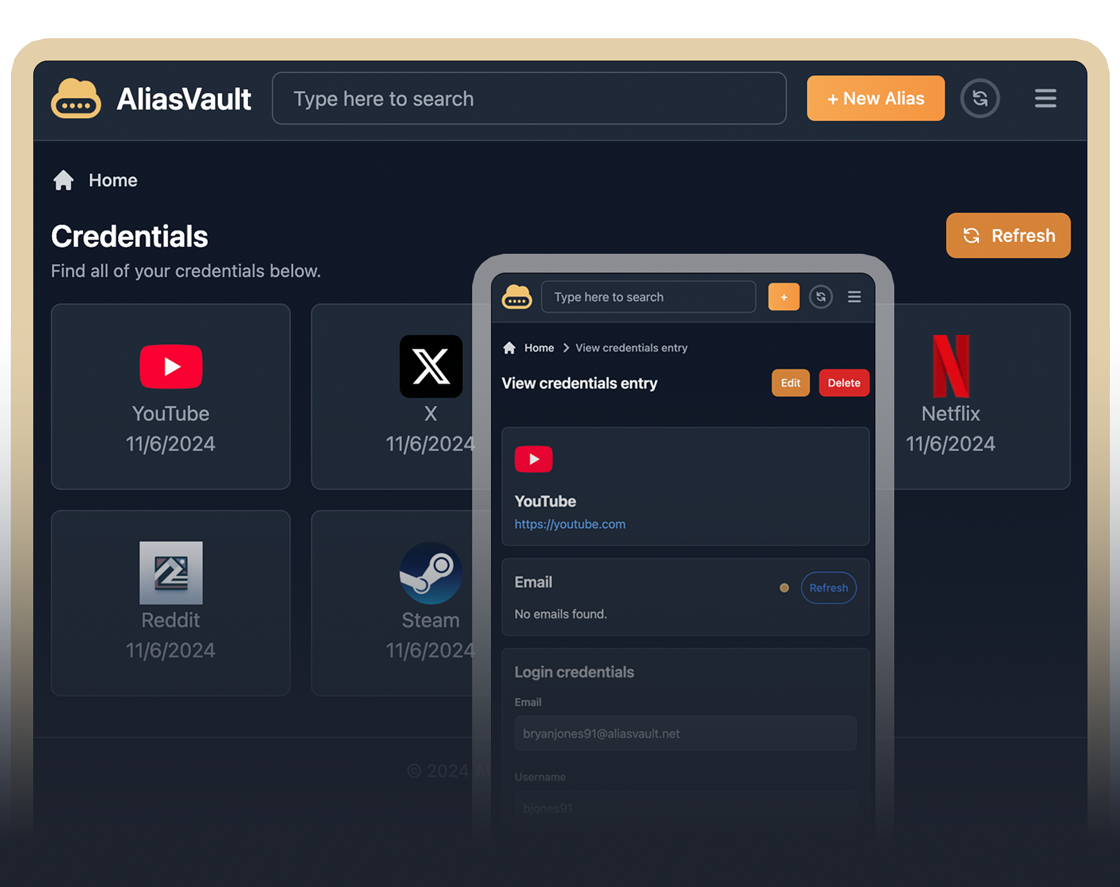 AliasVault
Type here to search
+ New Alias
Home
Credentials
Find all of your credentials below.
Refresh
YouTube
11/6/2024
X
11/6/2024
Netflix
11/6/2024
Reddit
11/6/2024
Steam
11/6/2024
© 2024
Type here to search
+
Home > View credentials entry
View credentials entry
Edit
Delete
YouTube
https://youtube.com
Email
Refresh
No emails found.
Login credentials
Email
bryanjones91@aliasvault.net
Username
bjones91